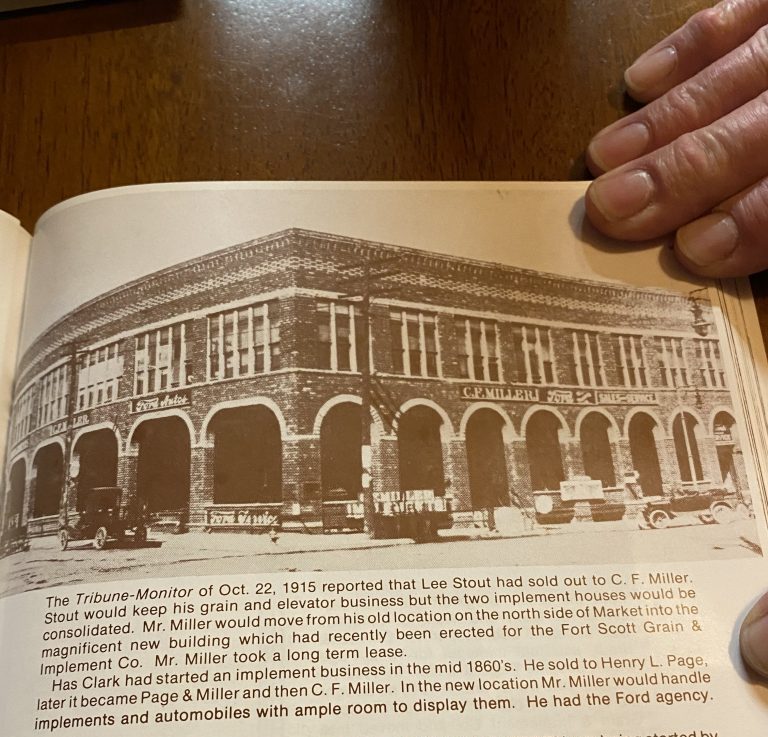 C.F. MILLER
Ford
SALES-SERVICE
Ford Autos
Ford Service
The Tribune-Monitor of Oct. 22, 1915 reported that Lee Stout had sold out to C. F. Miller.
Stout would keep his grain and elevator business but the two implement houses would be
consolidated. Mr. Miller would move from his old location on the north side of Market into the
magnificent new building which had recently been erected for the Fort Scott Grain &
Implement Co. Mr. Miller took a long term lease.
Has Clark had started an implement business in the mid 1860's. He sold to Henry L. Page,
later it became Page & Miller and then C. F. Miller. In the new location Mr. Miller would handle
implements and automobiles with ample room to display them. He had the Ford agency.